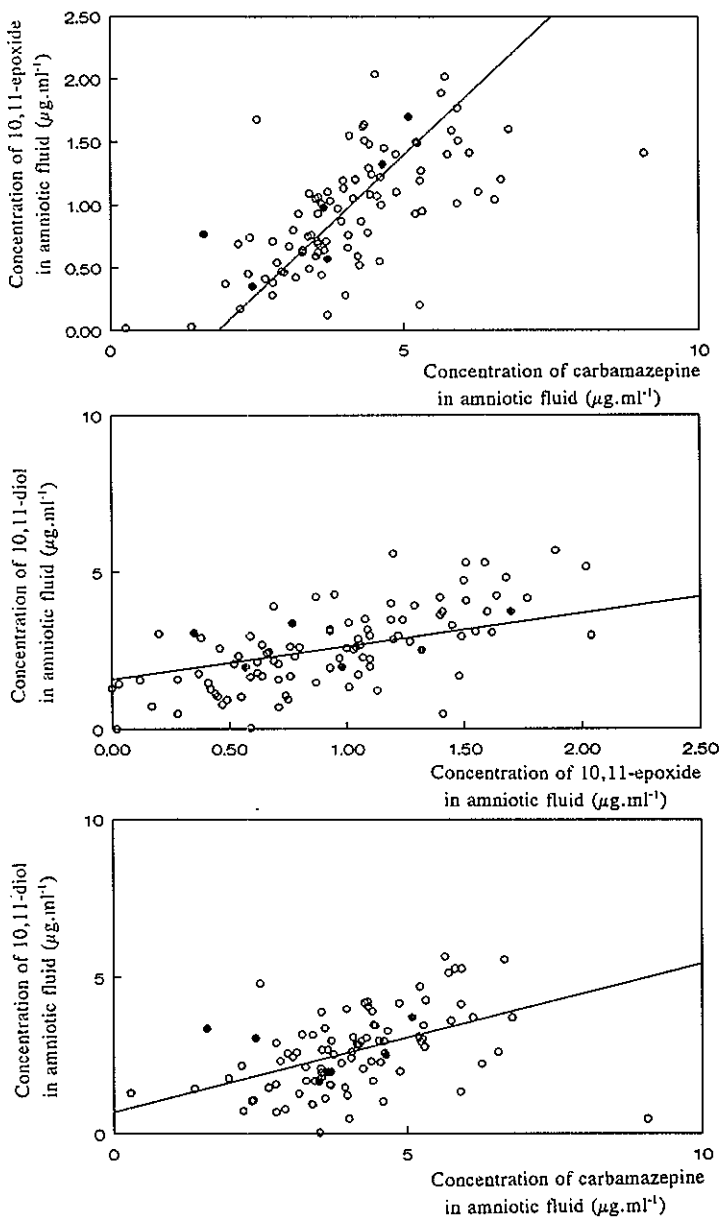 Concentration of 10,11-epoxide
in amniotic fluid (μg.ml⁻¹)
2.50
2.00
1.50
1.00
0.50
0.00
0
5
10
Concentration of carbamazepine
in amniotic fluid (μg.ml⁻¹)
Concentration of 10,11-diol
in amniotic fluid (μg.ml⁻¹)
10
5
0
0.00
0.50
1.00
1.50
2.00
2.50
Concentration of 10,11-epoxide
in amniotic fluid (μg.ml⁻¹)
Concentration of 10,11-diol
in amniotic fluid (μg.ml⁻¹)
10
5
0
0
5
10
Concentration of carbamazepine
in amniotic fluid (μg.ml⁻¹)